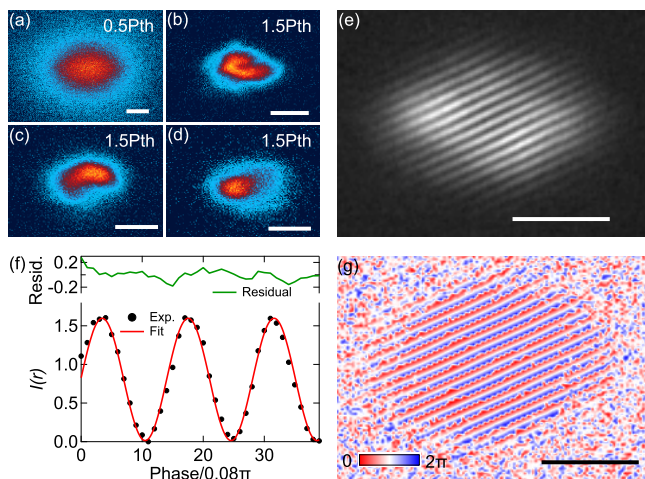 (a)
0.5Pth
(b)
1.5Pth
(c)
1.5Pth
(d)
1.5Pth
(e)
(f)
Resid.
0.2
-0.2
Residual
I(r)
1.5
1.0
0.5
0.0
Exp.
Fit
0
10
20
30
Phase/0.08π
(g)
0
2π